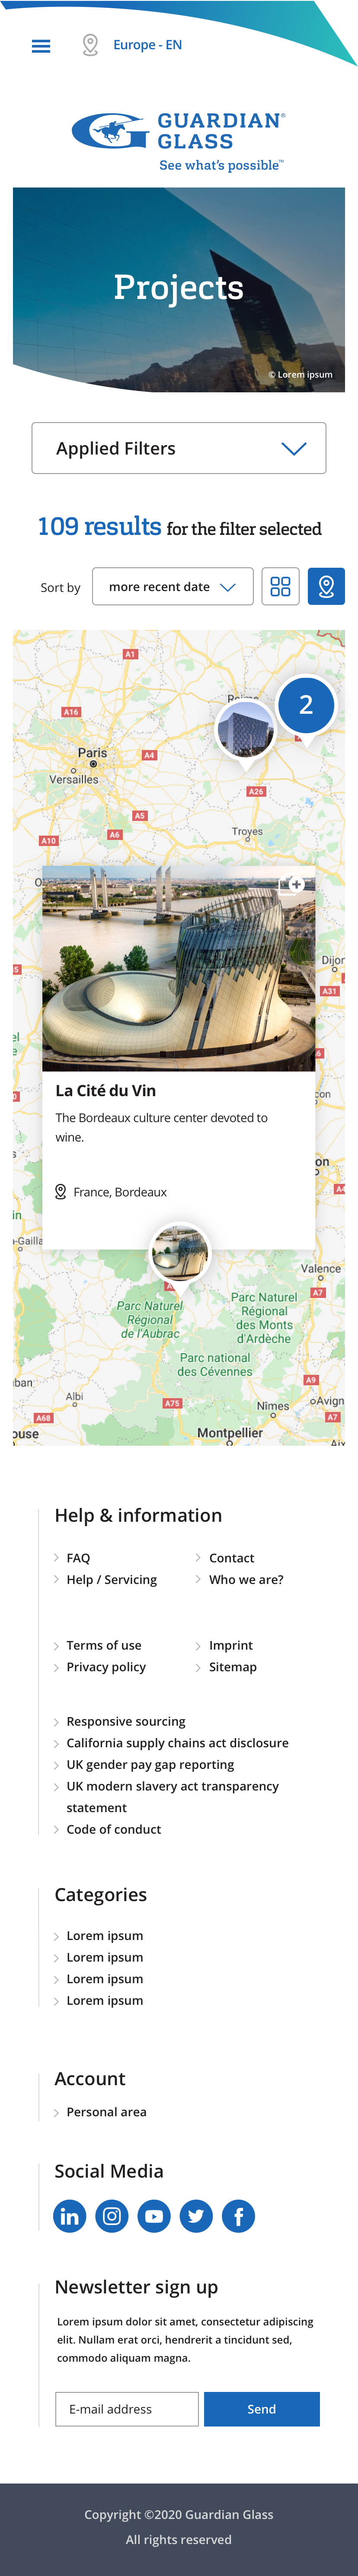 Europe - EN
GUARDIAN®
GLASS
See what's possible™
Projects
© Lorem ipsum
Applied Filters
109 results for the filter selected
Sort by
more recent date
A1
A16
2
Paris
A4
Versailles
A26
A5
Troyes
A6
A10
Dijon
A31
La Cité du Vin
The Bordeaux culture center devoted to
wine.
France, Bordeaux
Valence
A7
Parc Naturel
Régional
de l'Aubrac
Parc Naturel
Régional
des Monts
d'Ardèche
Parc national
des Cévennes
A9
Albi
A75
Nîmes
Avign
A7
A68
Montpellier
Help & information
FAQ
Contact
Help / Servicing
Who we are?
Terms of use
Imprint
Privacy policy
Sitemap
Responsive sourcing
California supply chains act disclosure
UK gender pay gap reporting
UK modern slavery act transparency
statement
Code of conduct
Categories
Lorem ipsum
Lorem ipsum
Lorem ipsum
Lorem ipsum
Account
Personal area
Social Media
Newsletter sign up
Lorem ipsum dolor sit amet, consectetur adipiscing
elit. Nullam erat orci, hendrerit a tincidunt sed,
commodo aliquam magna.
E-mail address
Send
Copyright ©2020 Guardian Glass
All rights reserved